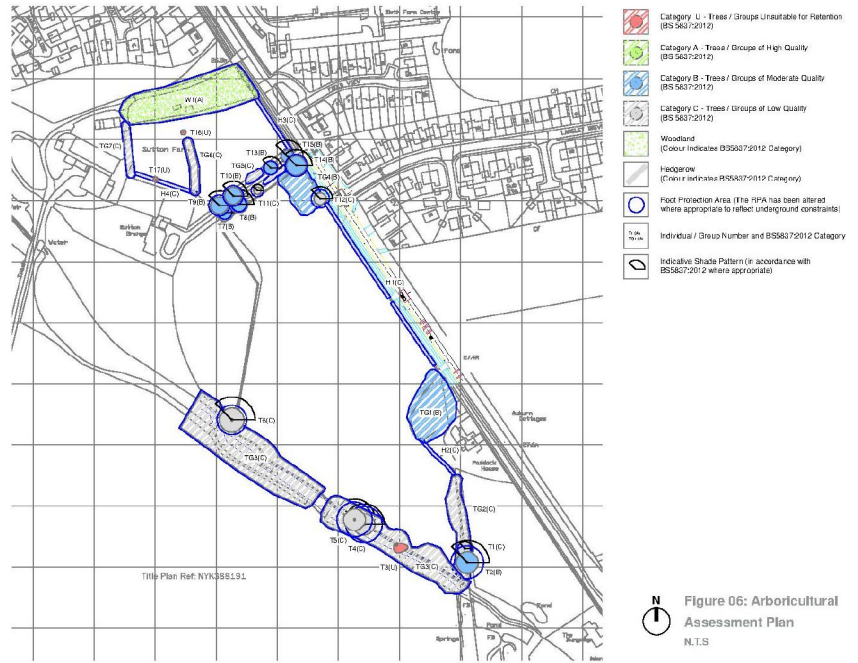 Category U - Trees / Groups Unsuitable for Retention
(BS 5837:2012)
Category A - Trees / Groups of High Quality
(BS 5837:2012)
Category B - Trees / Groups of Moderate Quality
(BS 5837:2012)
Category C - Trees / Groups of Low Quality
(BS 5837:2012)
Woodland
(Colour Indicates BS5837:2012 Category)
Hedgerow
(Colour Indicates BS5837:2012 Category)
Root Protection Area (The RPA has been altered
where appropriate to reflect underground constraints)
Individual / Group Number and BS5837:2012 Category
Indicative Shade Pattern (in accordance with
BS5837:2012 where appropriate)
W1(A)
H3(C)
T16(U)
TG7(C)
Sutton
T15(B)
T13(B)
T14(B)
TG5(C)
T17(U)
T10(B)
TG4(B)
H4(C)
T9(B)
T11(C)
T12(C)
T8(B)
T7(B)
Sutton
Grange
Water
H1(C)
TG1(B)
Auburn
Cottages
T6(C)
H2(C)
Paddock
House
TG3(C)
TG2(C)
T5(C)
T4(C)
T1(C)
T3(U)
TG3(C)
T2(B)
Title Plan Ref: NYK388191
FB
Pond
Pond
Springs
FB
N
Figure 06: Arboricultural
Assessment Plan
N.T.S